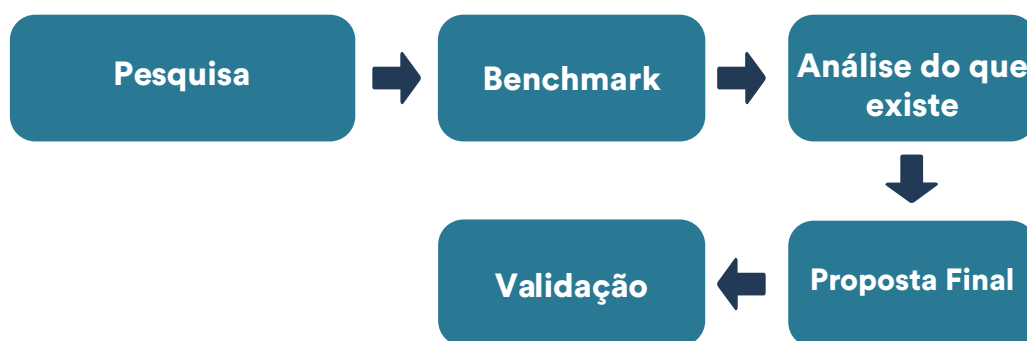 Pesquisa
Benchmark
Análise do que
existe
Proposta Final
Validação